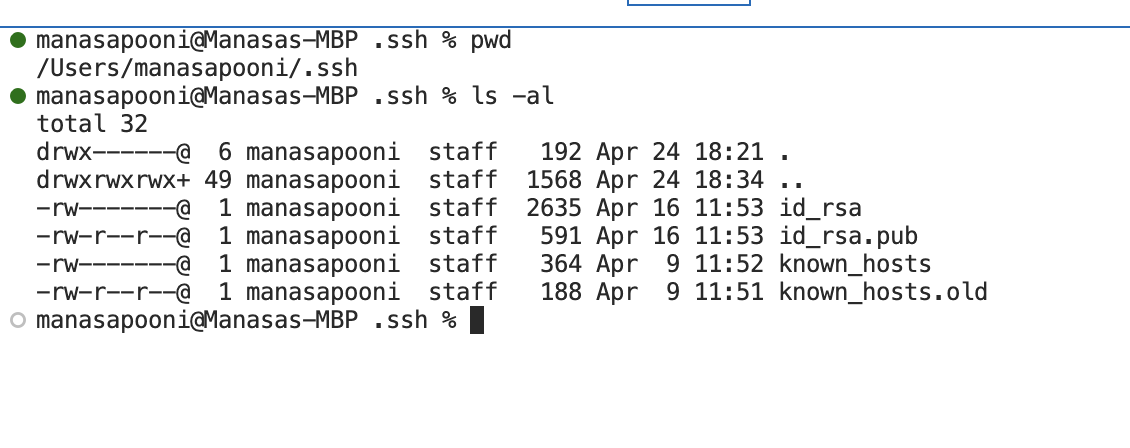 manasapooni@Manasas-MBP .ssh % pwd
/Users/manasapooni/.ssh
manasapooni@Manasas-MBP .ssh % ls -al
total 32
drwx------@  6 manasapooni  staff   192 Apr 24 18:21 .
drwxrwxrwx+ 49 manasapooni  staff  1568 Apr 24 18:34 ..
-rw-------@  1 manasapooni  staff  2635 Apr 16 11:53 id_rsa
-rw-r--r--@  1 manasapooni  staff   591 Apr 16 11:53 id_rsa.pub
-rw-------@  1 manasapooni  staff   364 Apr  9 11:52 known_hosts
-rw-r--r--@  1 manasapooni  staff   188 Apr  9 11:51 known_hosts.old
manasapooni@Manasas-MBP .ssh %